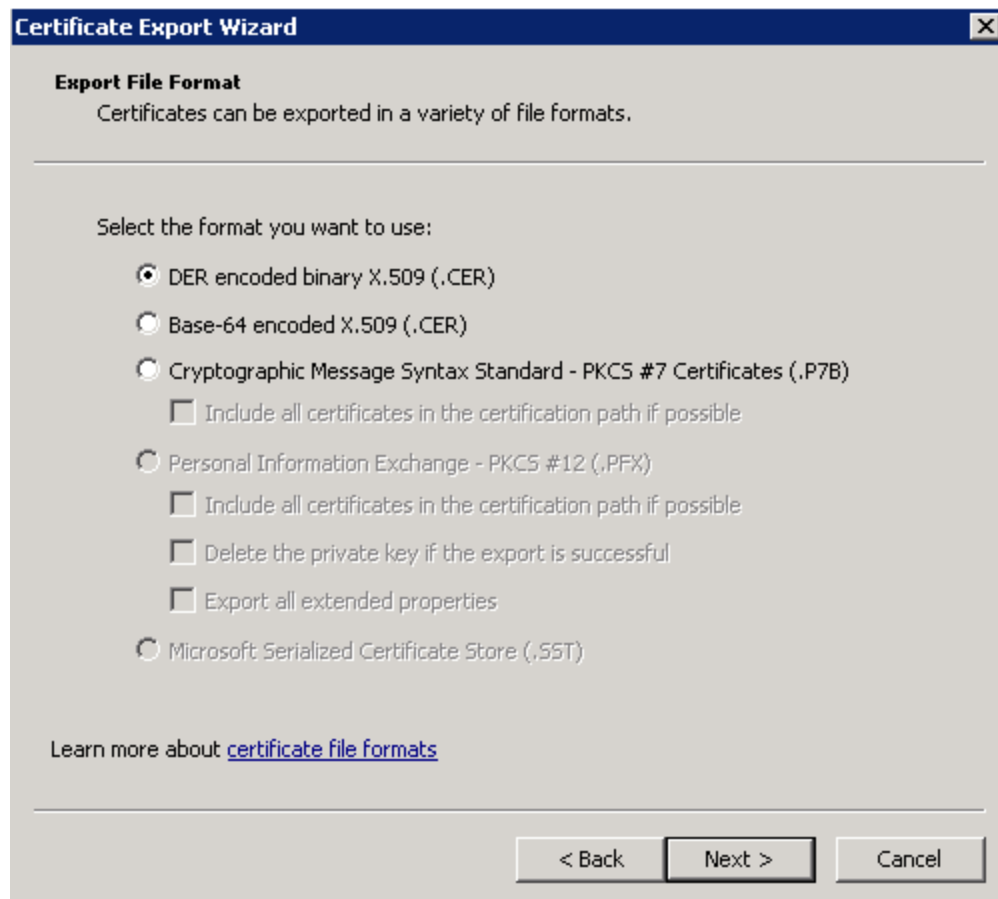 Certificate Export Wizard
Export File Format
Certificates can be exported in a variety of file formats.
Select the format you want to use:
DER encoded binary X.509 (.CER)
Base-64 encoded X.509 (.CER)
Cryptographic Message Syntax Standard - PKCS #7 Certificates (.P7B)
Include all certificates in the certification path if possible
Personal Information Exchange - PKCS #12 (.PFX)
Include all certificates in the certification path if possible
Delete the private key if the export is successful
Export all extended properties
Microsoft Serialized Certificate Store (.SST)
Learn more about certificate file formats
< Back Next > Cancel